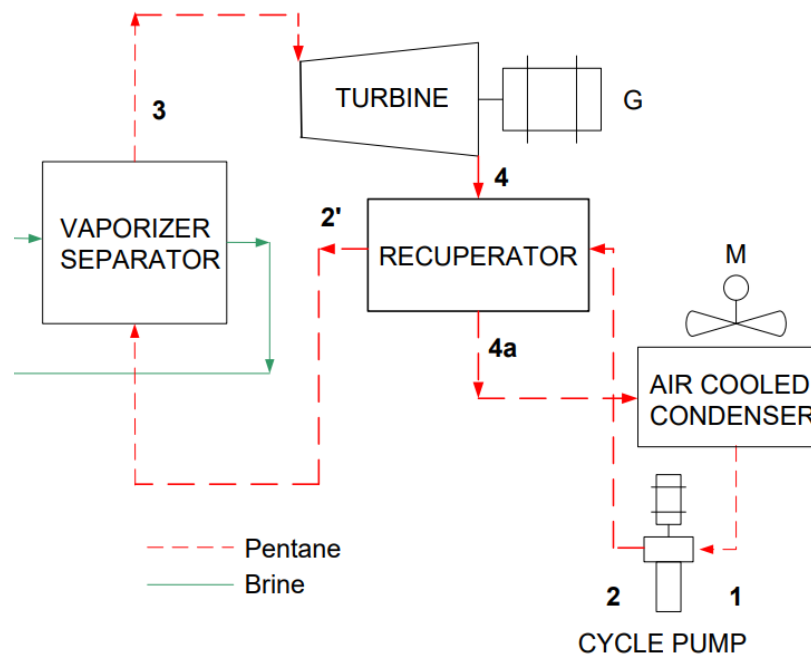 3
TURBINE
G
4
VAPORIZER
SEPARATOR
2'
RECUPERATOR
M
4a
AIR COOLED
CONDENSER
Pentane
Brine
2
1
CYCLE PUMP